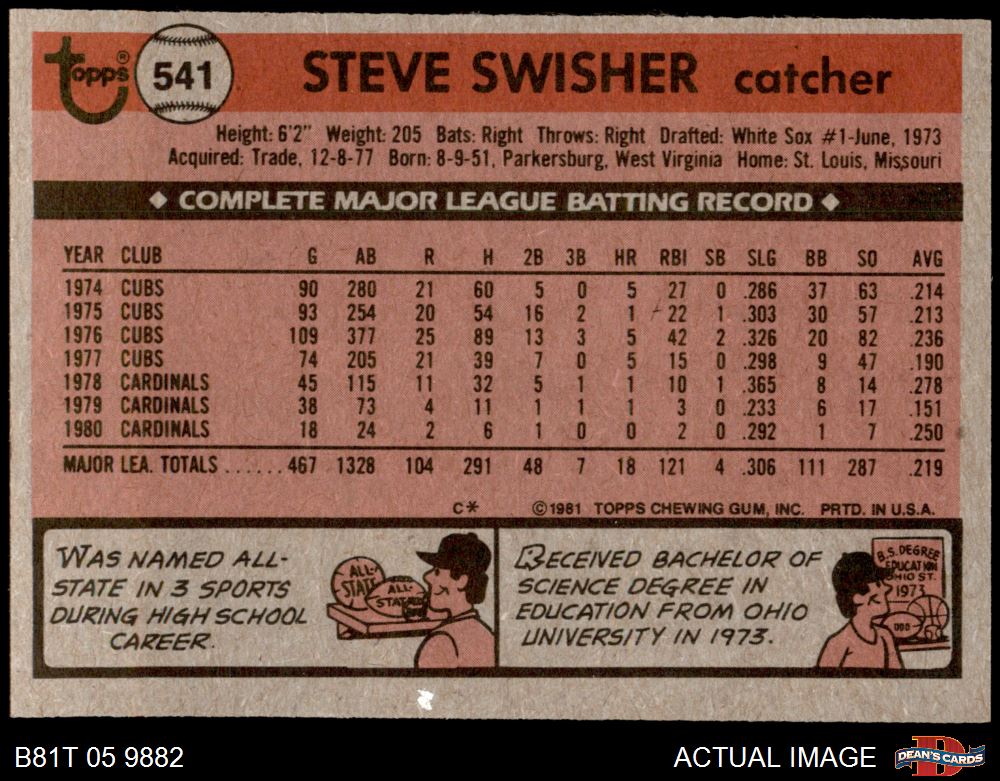 Topps®
541
STEVE SWISHER catcher
Height: 6'2" Weight: 205 Bats: Right Throws: Right Drafted: White Sox #1-June, 1973
Acquired: Trade, 12-8-77 Born: 8-9-51, Parkersburg, West Virginia Home: St. Louis, Missouri
◆ COMPLETE MAJOR LEAGUE BATTING RECORD ◆
YEAR CLUB G AB R H 2B 3B HR RBI SB SLG BB SO AVG
1974 CUBS 90 280 21 60 5 0 5 27 0 .286 37 63 .214
1975 CUBS 93 254 20 54 16 2 1 22 1 .303 30 57 .213
1976 CUBS 109 377 25 89 13 3 5 42 2 .326 20 82 .236
1977 CUBS 74 205 21 39 7 0 5 15 0 .298 9 47 .190
1978 CARDINALS 45 115 11 32 5 1 1 10 1 .365 8 14 .278
1979 CARDINALS 38 73 4 11 1 1 1 3 0 .233 6 17 .151
1980 CARDINALS 18 24 2 6 1 0 0 2 0 .292 1 7 .250
MAJOR LEA. TOTALS ...... 467 1328 104 291 48 7 18 121 4 .306 111 287 .219
C* ©1981 TOPPS CHEWING GUM, INC. PRTD. IN U.S.A.
WAS NAMED ALL-
STATE IN 3 SPORTS
DURING HIGH SCHOOL
CAREER.
ALL-
STATE
ALL-
STATE
RECEIVED BACHELOR OF
SCIENCE DEGREE IN
EDUCATION FROM OHIO
UNIVERSITY IN 1973.
B.S. DEGREE
EDUCATION
OHIO ST.
1973
B81T 05 9882
ACTUAL IMAGE
D
DEAN'S CARDS